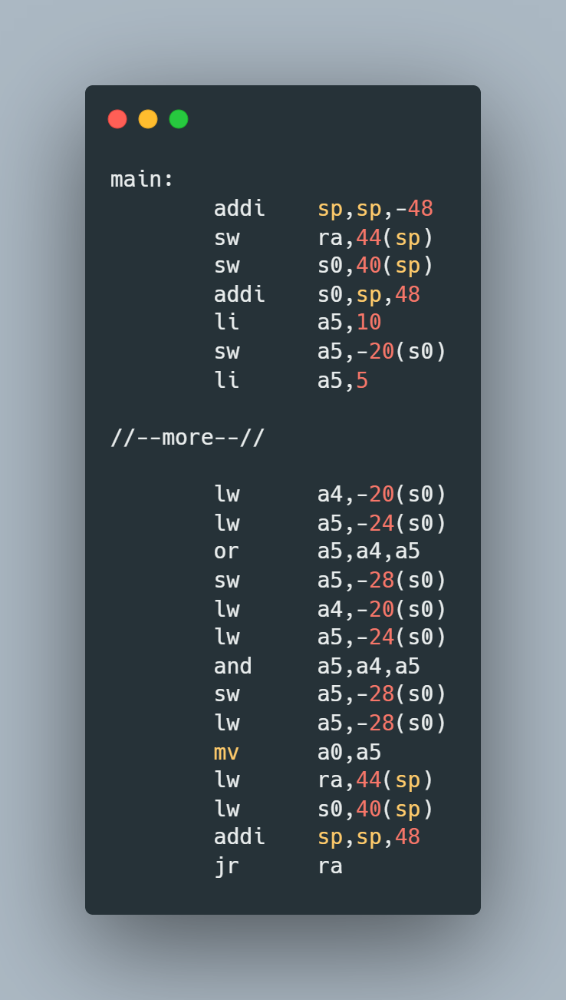 main:
addi sp,sp,-48
sw ra,44(sp)
sw s0,40(sp)
addi s0,sp,48
li a5,10
sw a5,-20(s0)
li a5,5
//--more--//
lw a4,-20(s0)
lw a5,-24(s0)
or a5,a4,a5
sw a5,-28(s0)
lw a4,-20(s0)
lw a5,-24(s0)
and a5,a4,a5
sw a5,-28(s0)
lw a5,-28(s0)
mv a0,a5
lw ra,44(sp)
lw s0,40(sp)
addi sp,sp,48
jr ra